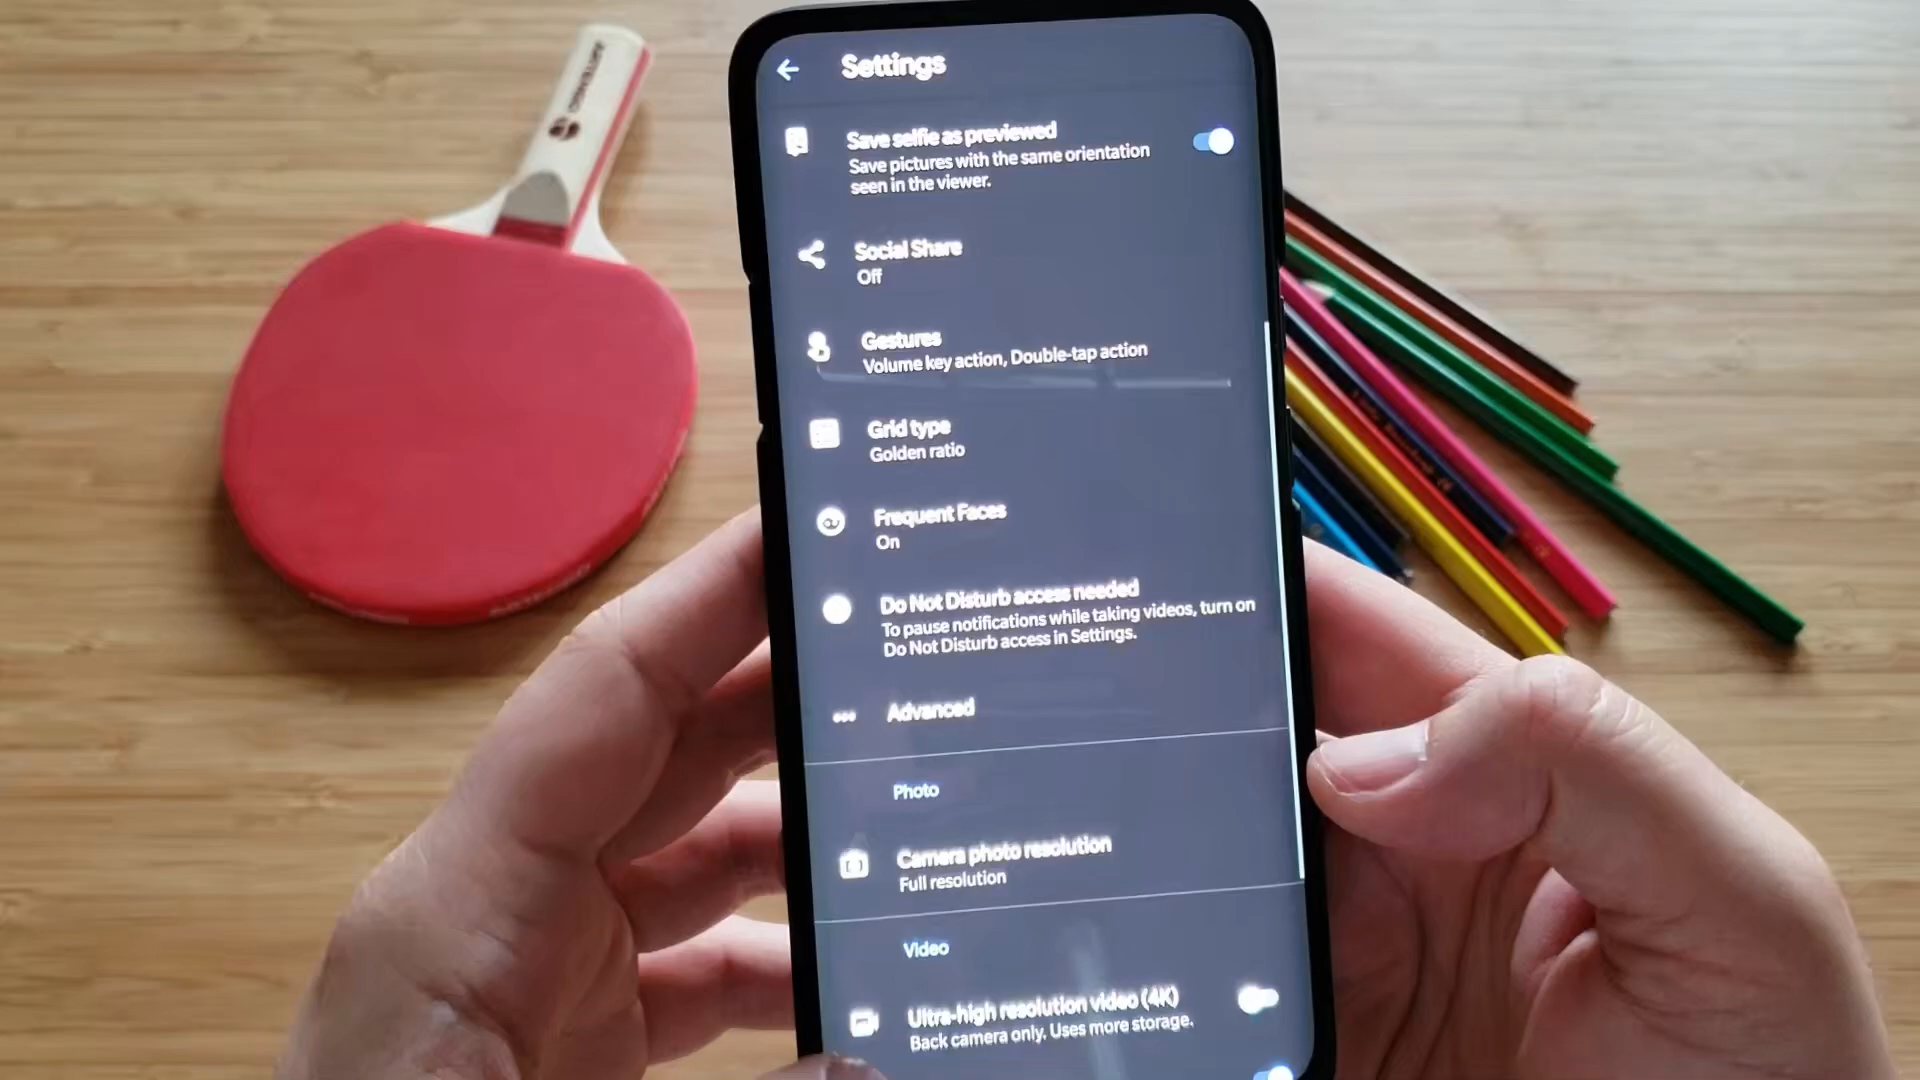 ARTENGO
Settings
Save selfie as previewed
Save pictures with the same orientation
seen in the viewer.
Social Share
Off
Gestures
Volume key action, Double-tap action
Grid type
Golden ratio
Frequent Faces
On
Do Not Disturb access needed
To pause notifications while taking videos, turn on
Do Not Disturb access in Settings.
Advanced
Photo
Camera photo resolution
Full resolution
Video
Ultra-high resolution video (4K)
Back camera only. Uses more storage.